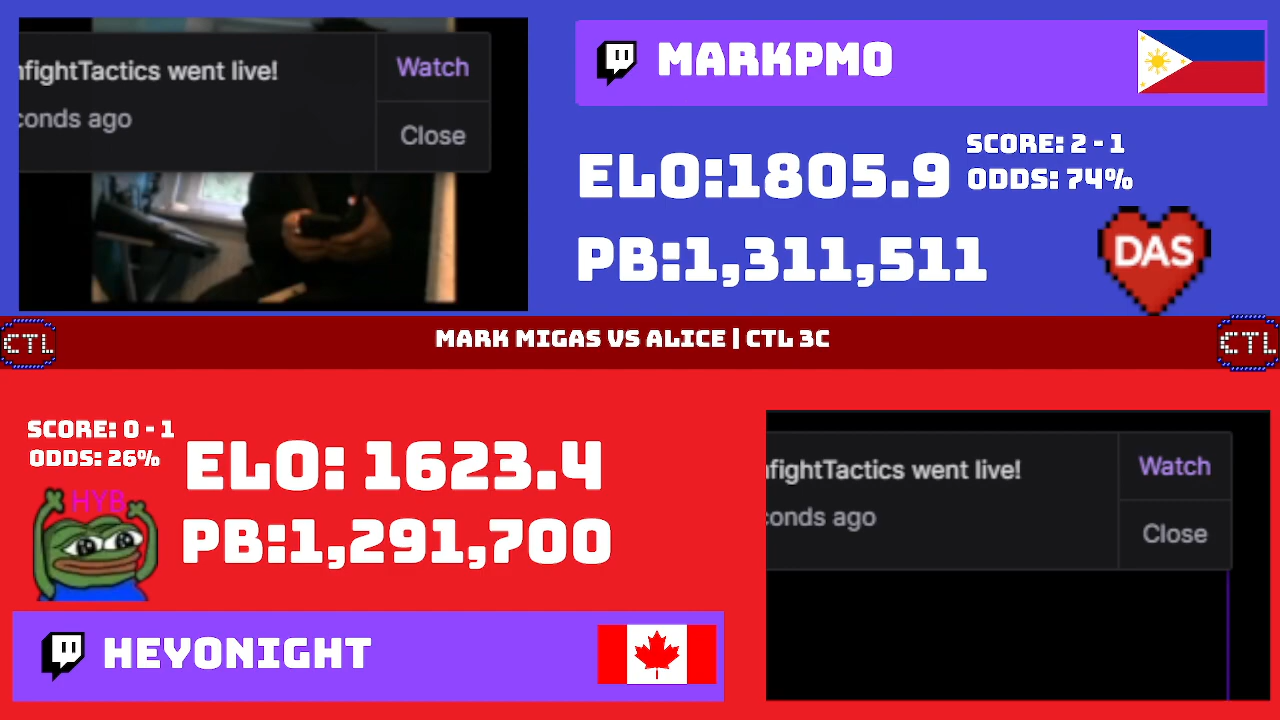 nfightTactics went live!
Watch
conds ago
Close
MARKPMO
ELO:1805.9
SCORE: 2 - 1
ODDS: 74%
PB:1,311,511
DAS
CTL
MARK MIGAS VS ALICE | CTL 3C
CTL
SCORE: 0 - 1
ODDS: 26%
ELO: 1623.4
HYB
PB:1,291,700
HEYONIGHT
nfightTactics went live!
Watch
conds ago
Close